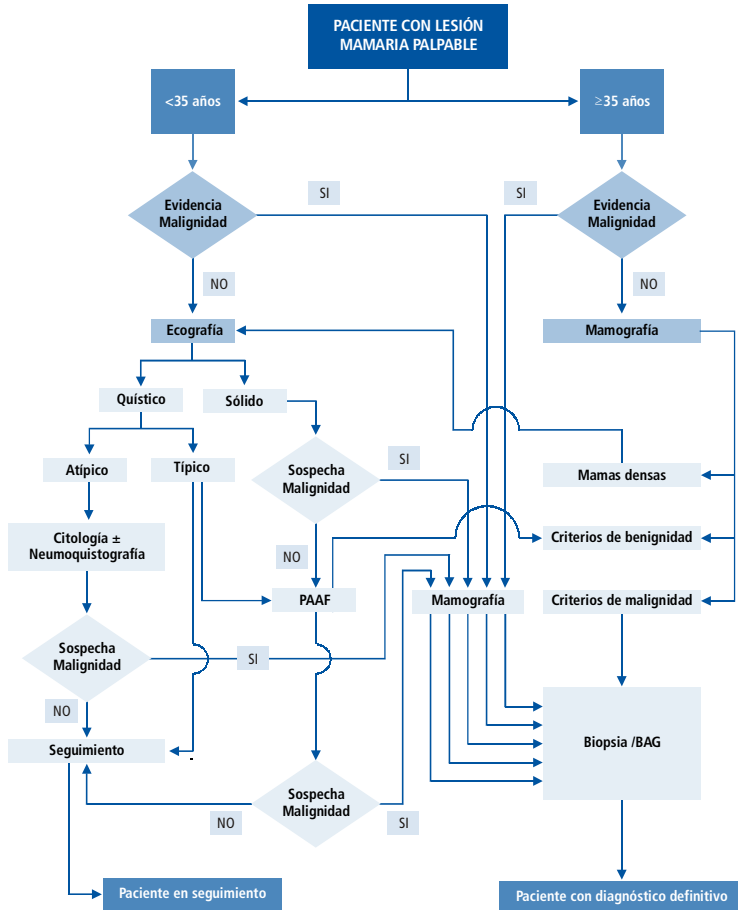 PACIENTE CON LESIÓN
MAMARIA PALPABLE
<35 años
≥35 años
Evidencia
Malignidad
SI
SI
Evidencia
Malignidad
NO
NO
Ecografía
Mamografía
Quístico
Sólido
Atípico
Típico
Sospecha
Malignidad
SI
Mamas densas
Citología ±
Neumoquistografía
Criterios de benignidad
NO
PAAF
Mamografía
Criterios de malignidad
Sospecha
Malignidad
SI
NO
Seguimiento
Biopsia /BAG
Sospecha
Malignidad
NO
SI
Paciente en seguimiento
Paciente con diagnóstico definitivo